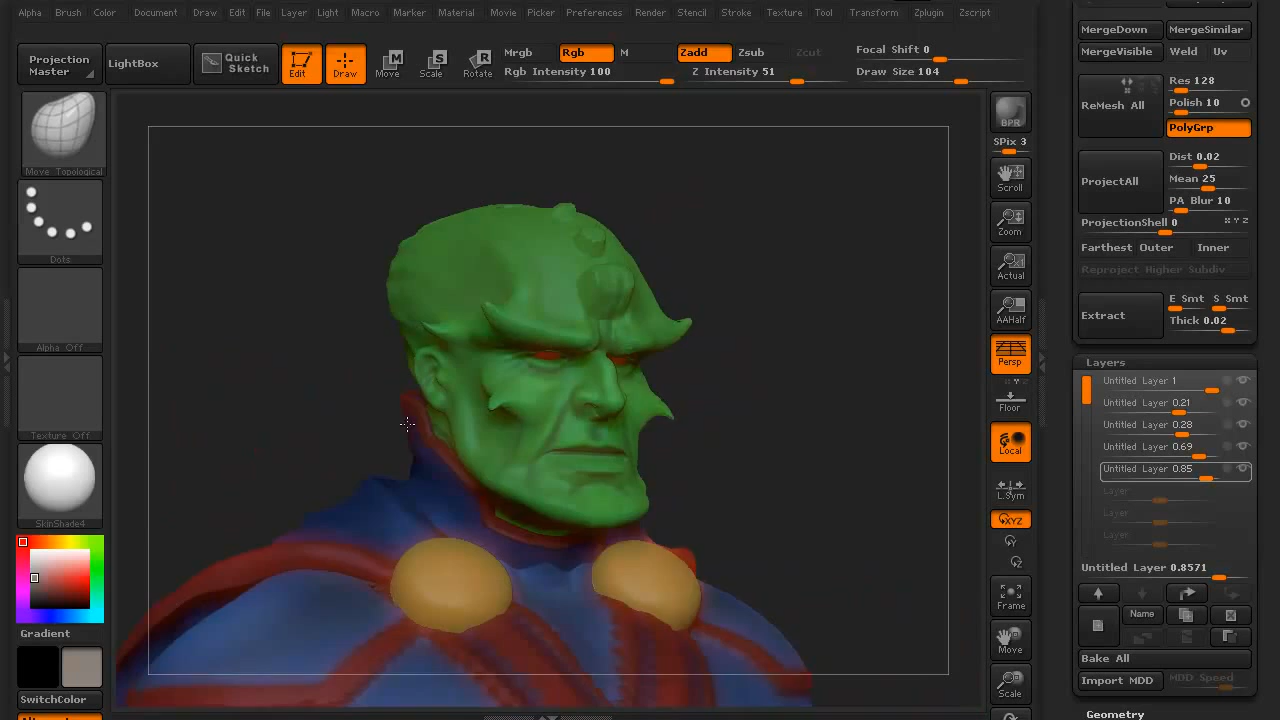 Alpha Brush Color Document Draw Edit File Layer Light Macro Marker Material Movie Picker Preferences Render Stencil Stroke Texture Tool Transform Zplugin Zscript
Projection Master
LightBox
Quick Sketch
Edit
Draw
Move
Scale
Rotate
Mrgb Rgb M Zadd Zsub Zcut
Rgb Intensity 100 Z Intensity 51
Focal Shift 0
Draw Size 104
Move Topological
Dots
Alpha Off
Texture Off
SkinShade4
Gradient
SwitchColor
BPR
SPix 3
Scroll
Zoom
Actual
AAHalf
Persp
Floor
Local
L.Sym
XYZ
Frame
Move
Scale
MergeDown MergeSimilar
MergeVisible Weld Uv
ReMesh All
Res 128
Polish 10
PolyGrp
ProjectAll
Dist 0.02
Mean 25
PA Blur 10
ProjectionShell 0 X Y Z
Farthest Outer Inner
Reproject Higher Subdiv
Extract
E Smt S Smt
Thick 0.02
Layers
Untitled Layer 1
Untitled Layer 0.21
Untitled Layer 0.28
Untitled Layer 0.69
Untitled Layer 0.85
Layer
Layer
Layer
Untitled Layer 0.8571
Name
Bake All
Import MDD MDD Speed
Geometry